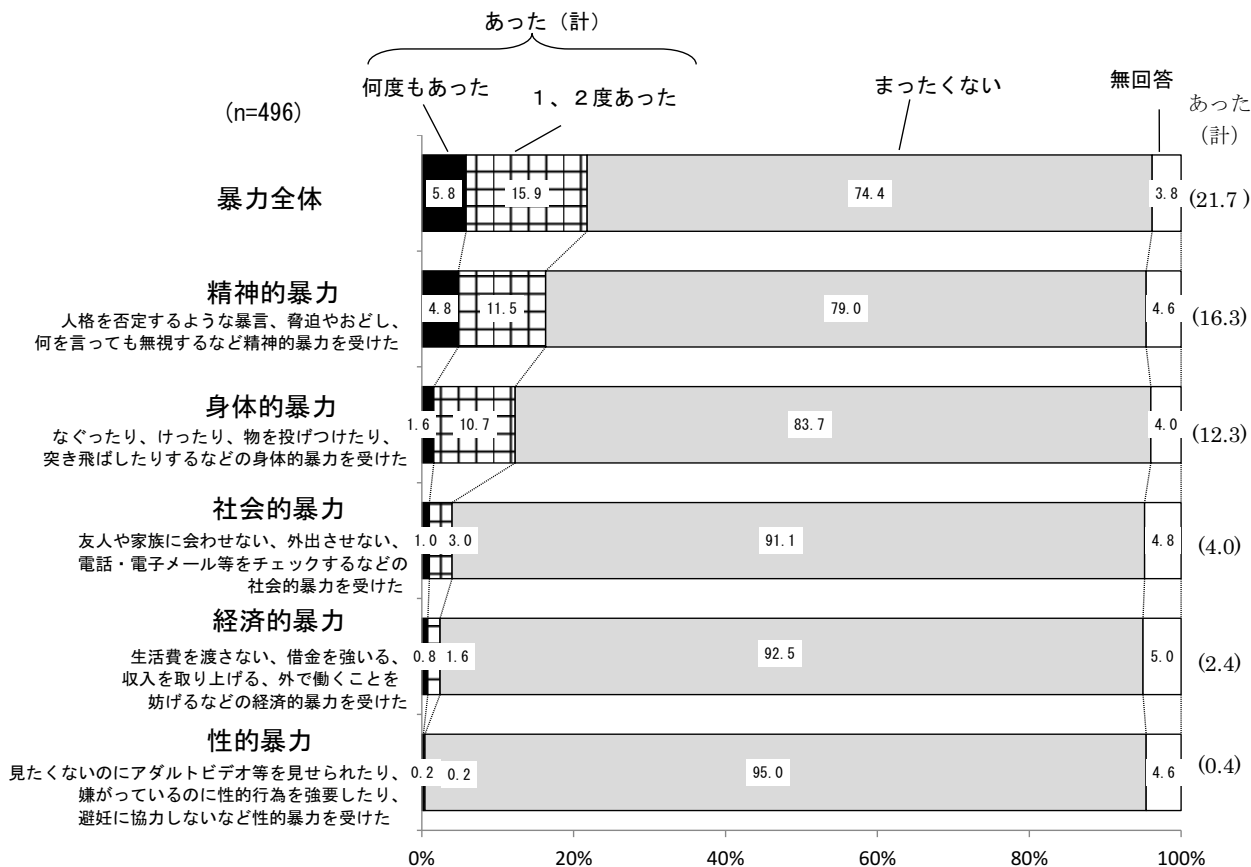 あった（計）
何度もあった
１、２度あった
まったくない
無回答
(n=496)
あった
（計）
暴力全体
5.8
15.9
74.4
3.8
(21.7 )
精神的暴力
人格を否定するような暴言、脅迫やおどし、
何を言っても無視するなど精神的暴力を受けた
4.8
11.5
79.0
4.6
(16.3)
身体的暴力
なぐったり、けったり、物を投げつけたり、
突き飛ばしたりするなどの身体的暴力を受けた
1.6
10.7
83.7
4.0
(12.3)
社会的暴力
友人や家族に会わせない、外出させない、
電話・電子メール等をチェックするなどの
社会的暴力を受けた
1.0
3.0
91.1
4.8
(4.0)
経済的暴力
生活費を渡さない、借金を強いる、
収入を取り上げる、外で働くことを
妨げるなどの経済的暴力を受けた
0.8
1.6
92.5
5.0
(2.4)
性的暴力
見たくないのにアダルトビデオ等を見せられたり、
嫌がっているのに性的行為を強要したり、
避妊に協力しないなど性的暴力を受けた
0.2
0.2
95.0
4.6
(0.4)
0%
20%
40%
60%
80%
100%